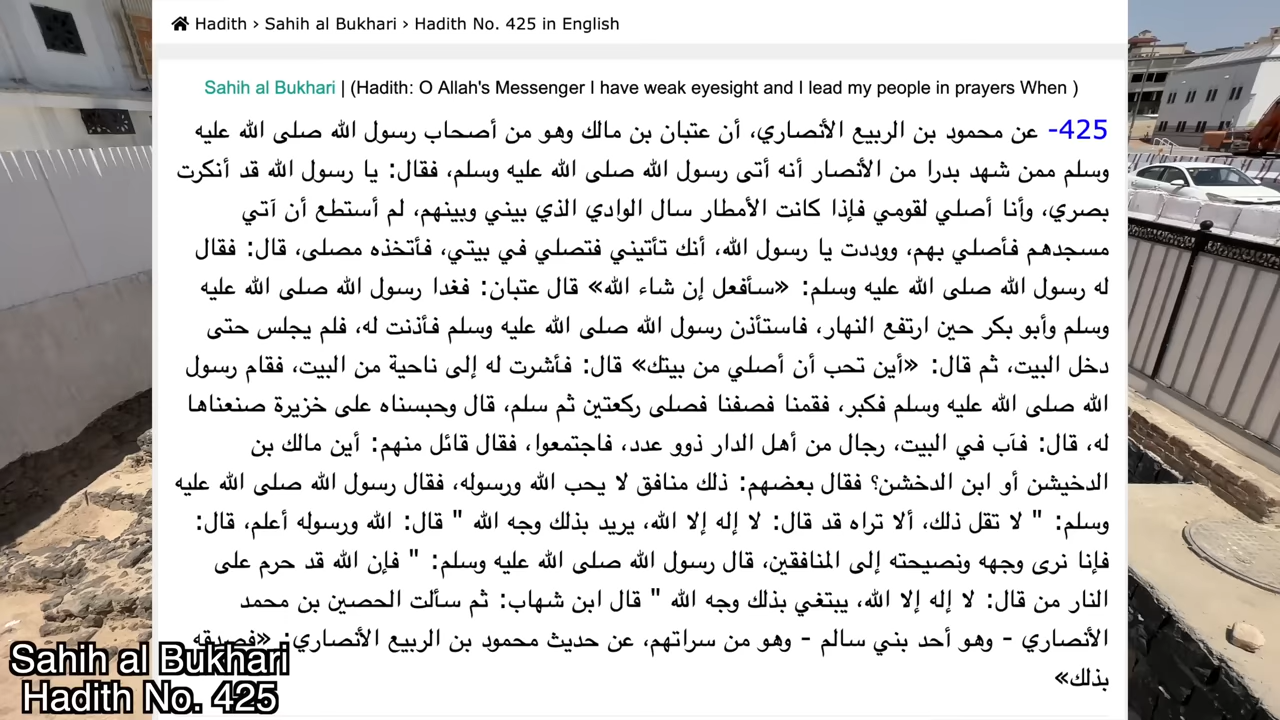 Hadith › Sahih al Bukhari › Hadith No. 425 in English
Sahih al Bukhari | (Hadith: O Allah's Messenger I have weak eyesight and I lead my people in prayers When )
425- عن محمود بن الربيع الأنصاري، أن عتبان بن مالك وهو من أصحاب رسول الله صلى الله عليه
وسلم ممن شهد بدرا من الأنصار أنه أتى رسول الله صلى الله عليه وسلم، فقال: يا رسول الله قد أنكرت
بصري، وأنا أصلي لقومي فإذا كانت الأمطار سال الوادي الذي بيني وبينهم، لم أستطع أن آتي
مسجدهم فأصلي بهم، ووددت يا رسول الله، أنك تأتيني فتصلي في بيتي، فأتخذه مصلى، قال: فقال
له رسول الله صلى الله عليه وسلم: «سأفعل إن شاء الله» قال عتبان: فغدا رسول الله صلى الله عليه
وسلم وأبو بكر حين ارتفع النهار، فاستأذن رسول الله صلى الله عليه وسلم فأذنت له، فلم يجلس حتى
دخل البيت، ثم قال: «أين تحب أن أصلي من بيتك» قال: فأشرت له إلى ناحية من البيت، فقام رسول
الله صلى الله عليه وسلم فكبر، فقمنا فصفنا فصلى ركعتين ثم سلم، قال وحبسناه على خزيرة صنعناها
له، قال: فآب في البيت، رجال من أهل الدار ذوو عدد، فاجتمعوا، فقال قائل منهم: أين مالك بن
الدخيشن أو ابن الدخشن؟ فقال بعضهم: ذلك منافق لا يحب الله ورسوله، فقال رسول الله صلى الله عليه
وسلم: " لا تقل ذلك، ألا تراه قد قال: لا إله إلا الله، يريد بذلك وجه الله " قال: الله ورسوله أعلم، قال:
فإنا نرى وجهه ونصيحته إلى المنافقين، قال رسول الله صلى الله عليه وسلم: " فإن الله قد حرم على
النار من قال: لا إله إلا الله، يبتغي بذلك وجه الله " قال ابن شهاب: ثم سألت الحصين بن محمد
الأنصاري - وهو أحد بني سالم - وهو من سراتهم، عن حديث محمود بن الربيع الأنصاري: «فصدقه
بذلك»
Sahih al Bukhari
Hadith No. 425